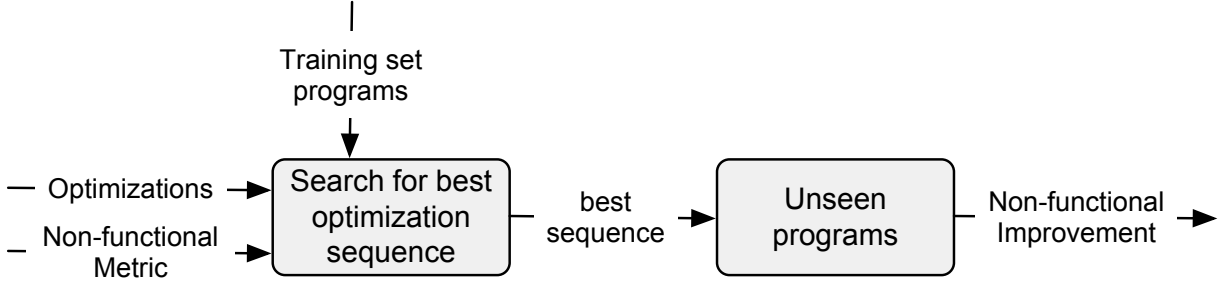 Training set
programs
Optimizations
Non-functional
Metric
Search for best
optimization
sequence
best
sequence
Unseen
programs
Non-functional
Improvement